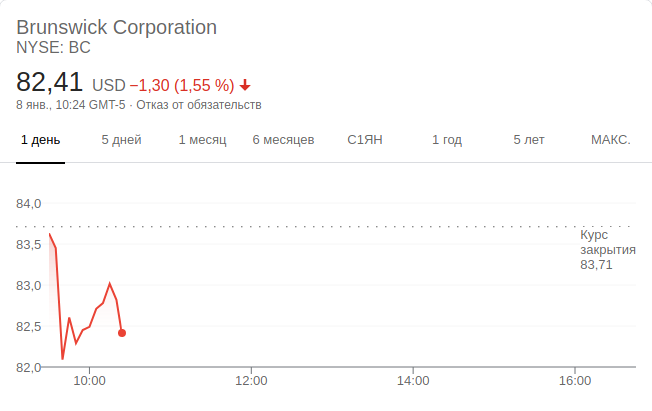 Brunswick Corporation
NYSE: BC
82,41 USD −1,30 (1,55 %)
8 янв., 10:24 GMT-5 · Отказ от обязательств
1 день 5 дней 1 месяц 6 месяцев С1ЯН 1 год 5 лет МАКС.
84,0
Курс
83,5
закрытия
83,71
83,0
82,5
82,0
10:00 12:00 14:00 16:00